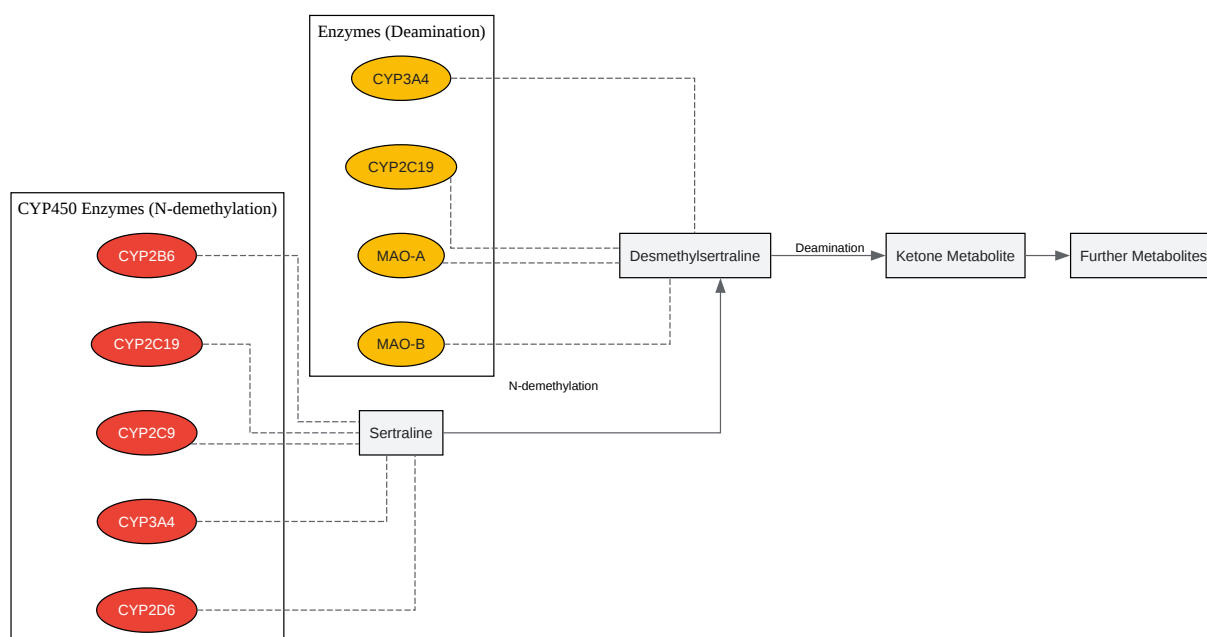 Enzymes (Deamination)
CYP3A4
CYP2C19
MAO-A
MAO-B
CYP450 Enzymes (N-demethylation)
CYP2B6
CYP2C19
CYP2C9
CYP3A4
CYP2D6
Sertraline
N-demethylation
Desmethylsertraline
Deamination
Ketone Metabolite
Further Metabolites